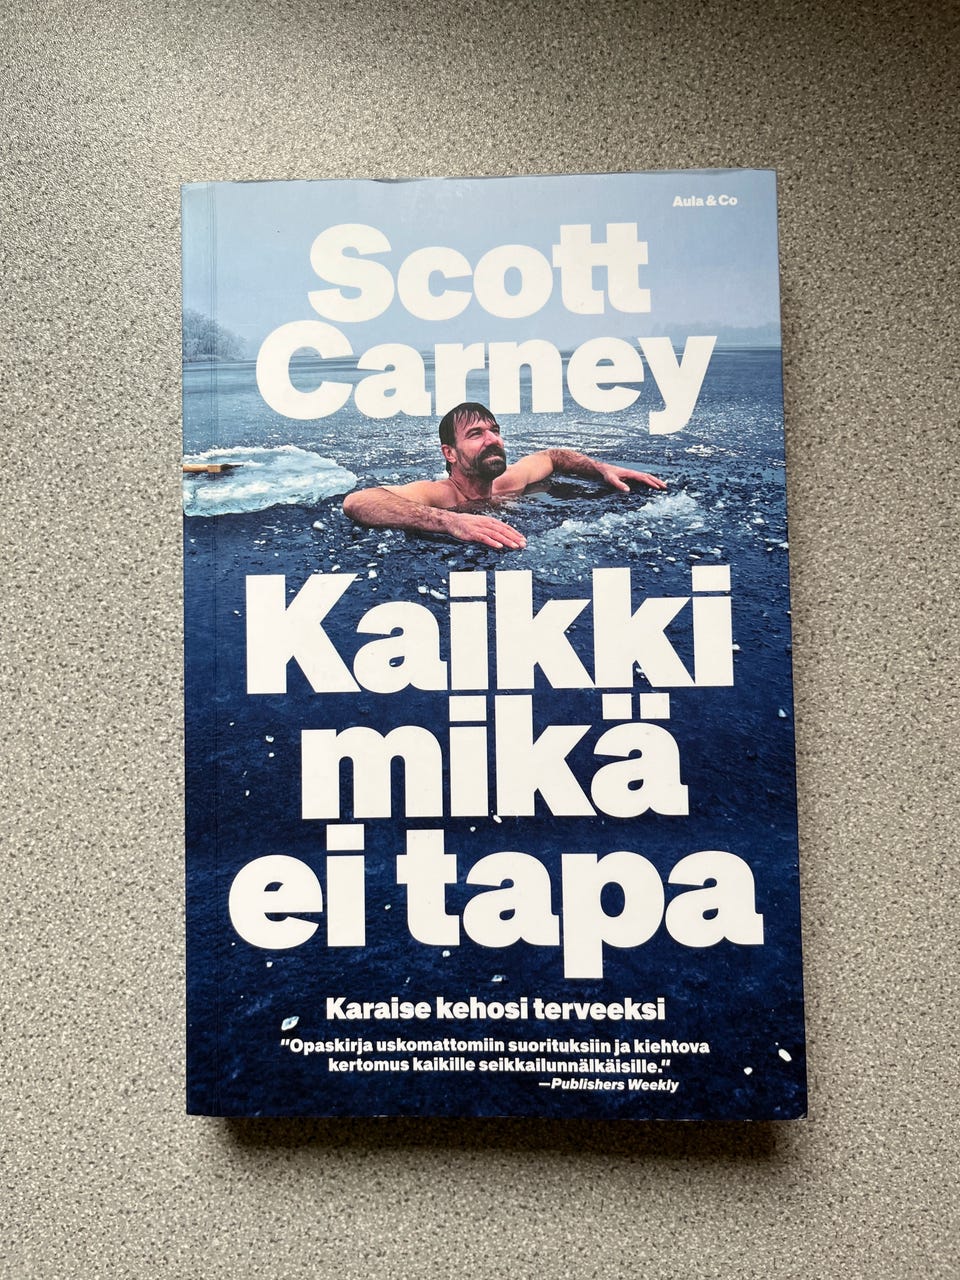 Aula & Co
Scott
Carney
Kaikki
mikä
ei tapa
Karaise kehosi terveeksi
"Opaskirja uskomattomiin suorituksiin ja kiehtova
kertomus kaikille seikkailunnälkäisille."
—Publishers Weekly